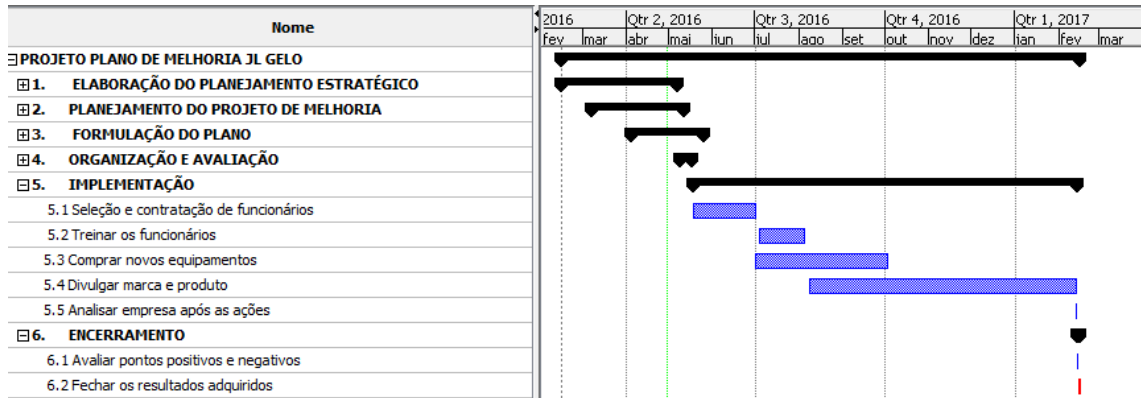 Nome
2016 Qtr 2, 2016 Qtr 3, 2016 Qtr 4, 2016 Qtr 1, 2017
fev mar abr mai jun jul ago set out nov dez jan fev mar
PROJETO PLANO DE MELHORIA JL GELO
1. ELABORAÇÃO DO PLANEJAMENTO ESTRATÉGICO
2. PLANEJAMENTO DO PROJETO DE MELHORIA
3. FORMULAÇÃO DO PLANO
4. ORGANIZAÇÃO E AVALIAÇÃO
5. IMPLEMENTAÇÃO
5.1 Seleção e contratação de funcionários
5.2 Treinar os funcionários
5.3 Comprar novos equipamentos
5.4 Divulgar marca e produto
5.5 Analisar empresa após as ações
6. ENCERRAMENTO
6.1 Avaliar pontos positivos e negativos
6.2 Fechar os resultados adquiridos